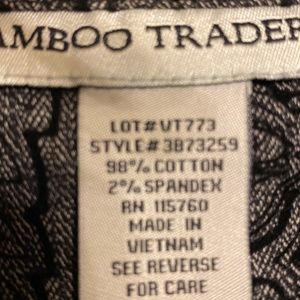 AMBOO TRADER
LOT# VT773
STYLE# 3B73259
98% COTTON
2% SPANDEX
RN 115760
MADE IN
VIETNAM
SEE REVERSE
FOR CARE